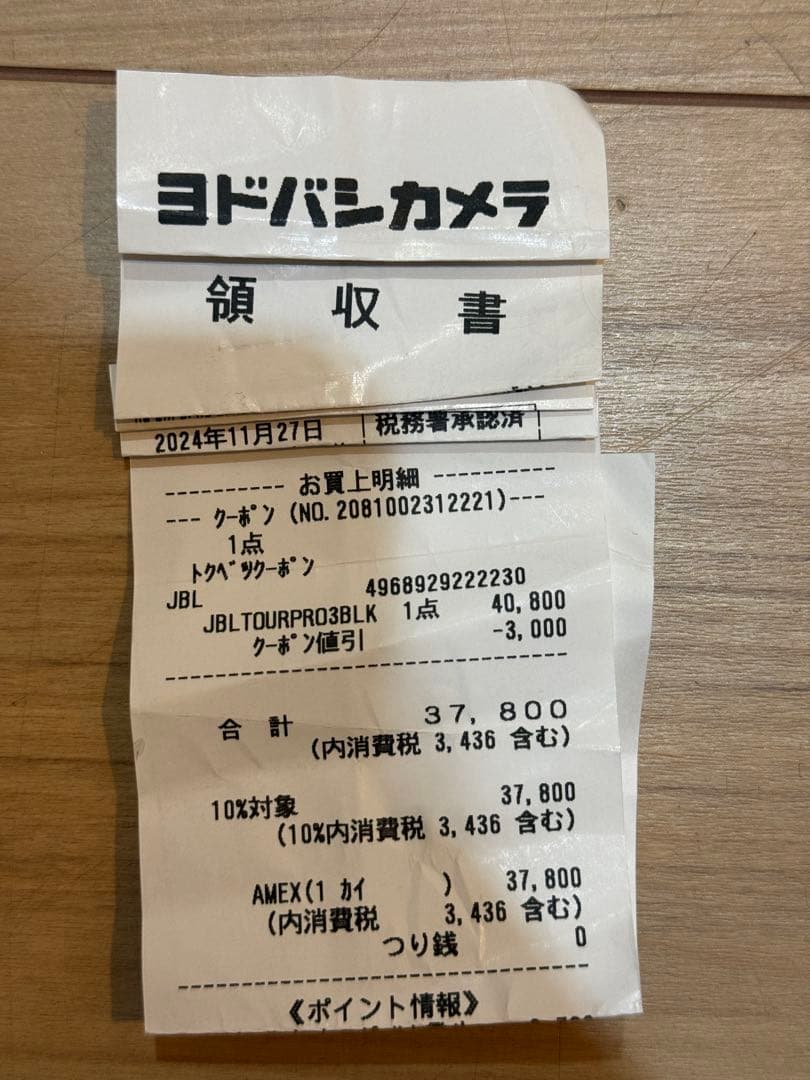 ヨドバシカメラ
領 収 書
2024年11月27日
税務署承認済
---------- お買上明細 ----------
--- クーポン (NO. 2081002312221)---
1点
トクベツクーポン
JBL 4968929222230
JBLTOURPRO3BLK 1点 40,800
クーポン値引 -3,000
合 計 37,800
(内消費税 3,436 含む)
10%対象 37,800
(10%内消費税 3,436 含む)
AMEX(1 カイ ) 37,800
(内消費税 3,436 含む)
つり銭 0
《ポイント情報》